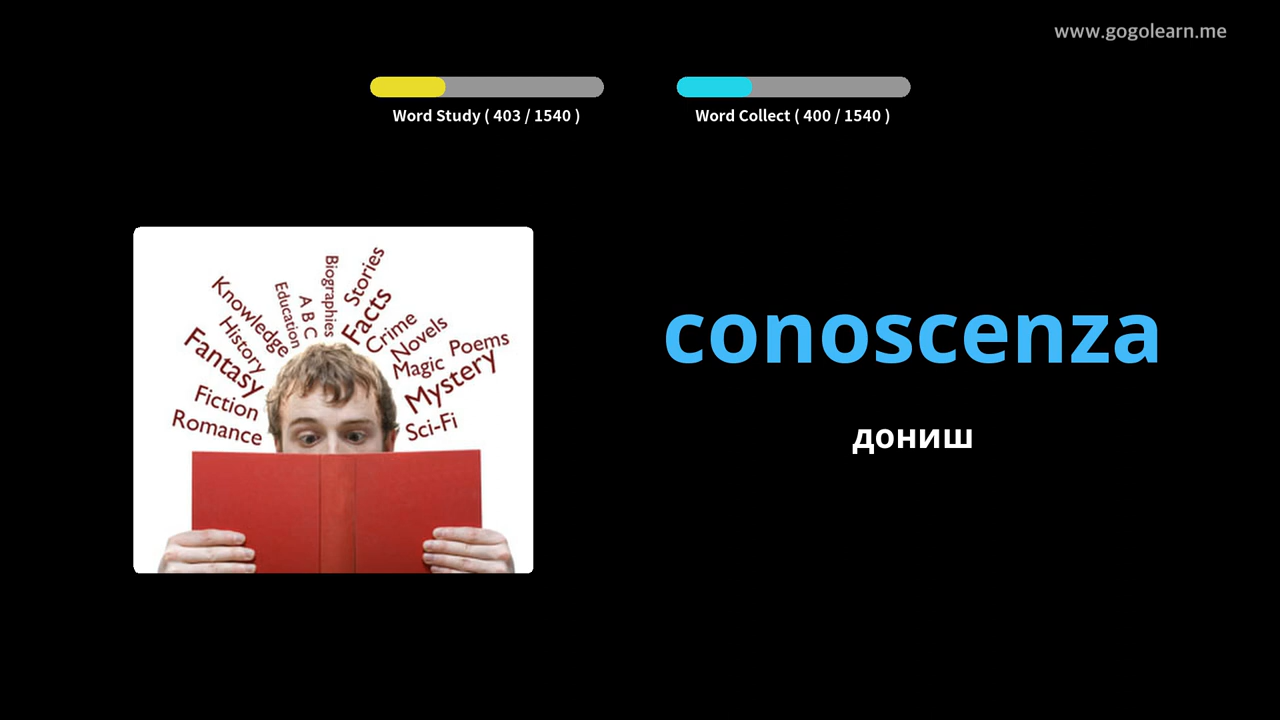 www.gogolearn.me
Word Study ( 403 / 1540 )
Word Collect ( 400 / 1540 )
Biographies
Stories
Education
A B C
Facts
Knowledge
Crime
History
Novels
Fantasy
Magic
Poems
Mystery
Fiction
Romance
Sci-Fi
conoscenza
дониш